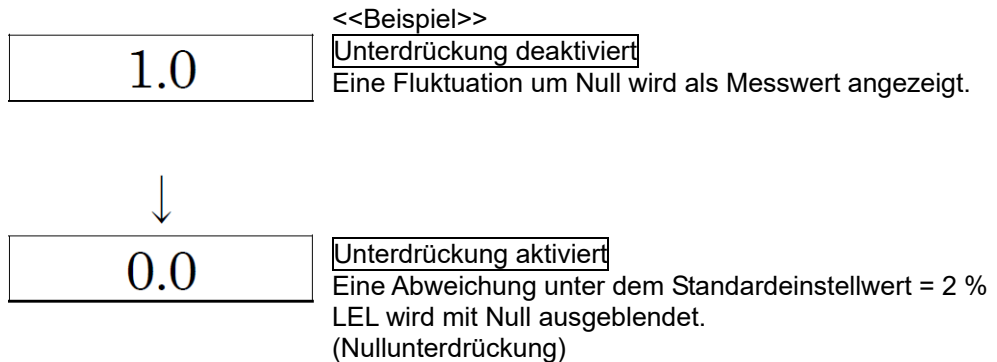 <<Beispiel>>
Unterdrückung deaktiviert
1.0
Eine Fluktuation um Null wird als Messwert angezeigt.
↓
Unterdrückung aktiviert
0.0
Eine Abweichung unter dem Standardeinstellwert = 2 %
LEL wird mit Null ausgeblendet.
(Nullunterdrückung)